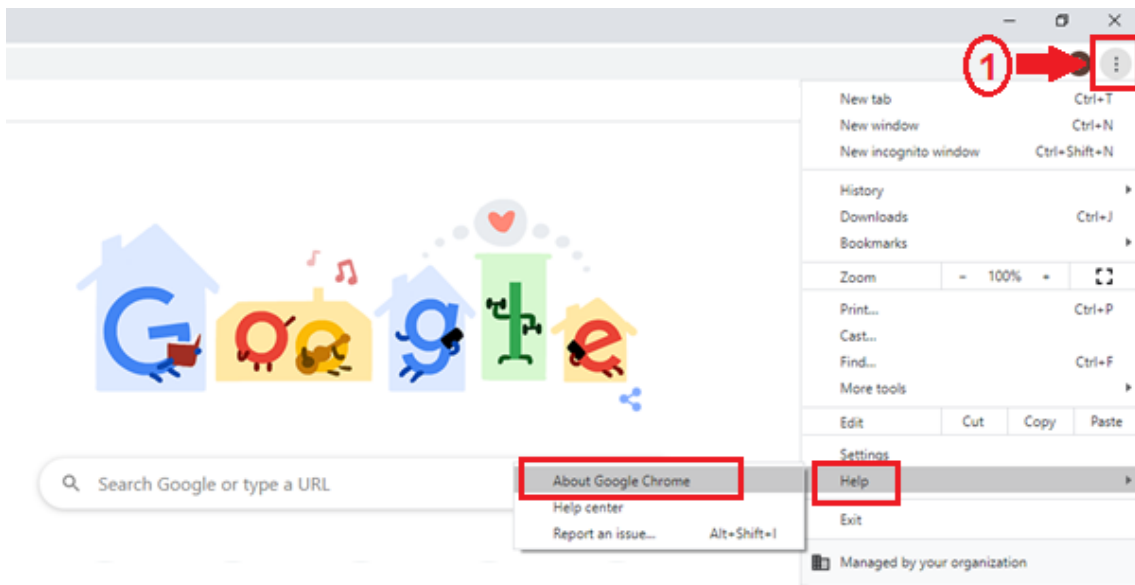 1
New tab Ctrl+T
New window Ctrl+N
New incognito window Ctrl+Shift+N
History
Downloads Ctrl+J
Bookmarks
Zoom - 100% +
Print... Ctrl+P
Cast...
Find... Ctrl+F
More tools
Edit Cut Copy Paste
Settings
Help
Exit
Managed by your organization
Google
Search Google or type a URL
About Google Chrome
Help center
Report an issue... Alt+Shift+I